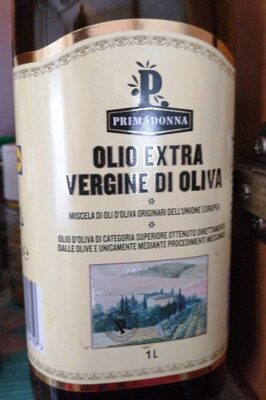 P
PRIMADONNA
OLIO EXTRA
VERGINE DI OLIVA
MISCELA DI OLI D'OLIVA ORIGINARI DELL'UNIONE EUROPEA
OLIO D'OLIVA DI CATEGORIA SUPERIORE OTTENUTO DIRETTAMENTE
DALLE OLIVE E UNICAMENTE MEDIANTE PROCEDIMENTI MECCANICI
P
1 L